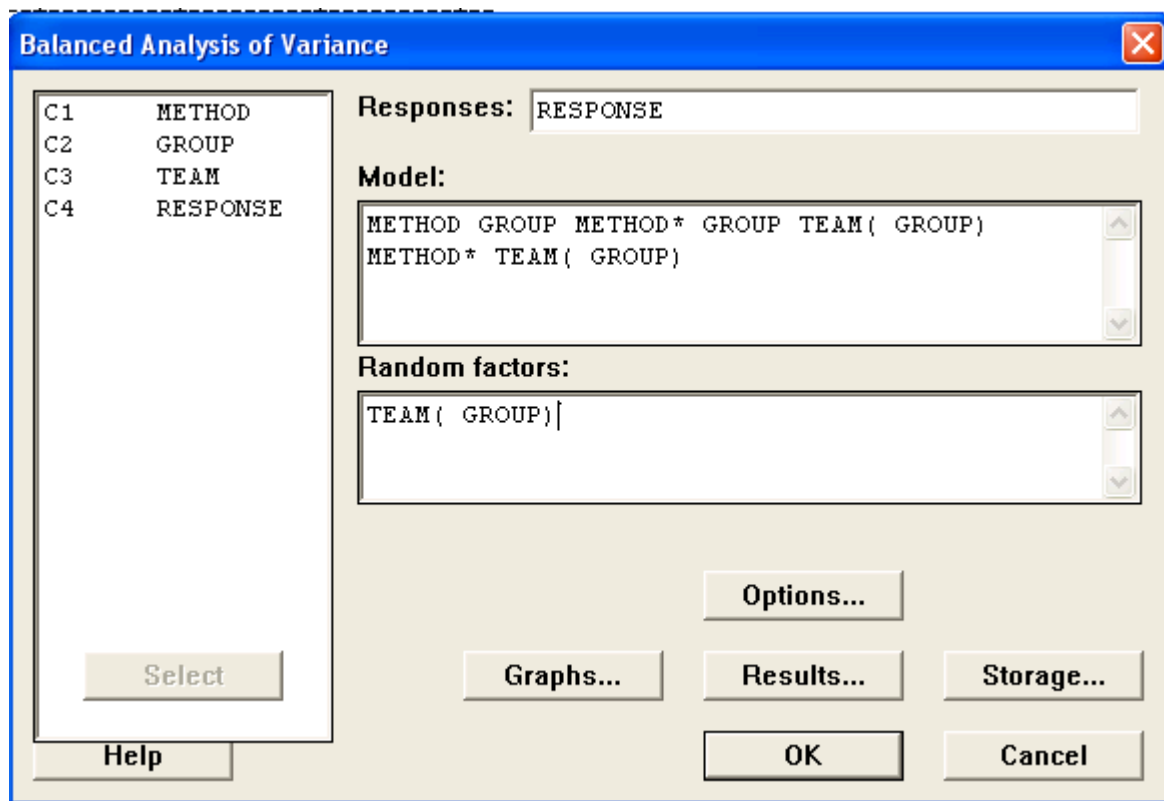 Balanced Analysis of Variance
C1 METHOD
C2 GROUP
C3 TEAM
C4 RESPONSE
Select
Help
Responses: RESPONSE
Model:
METHOD GROUP METHOD* GROUP TEAM( GROUP)
METHOD* TEAM( GROUP)
Random factors:
TEAM( GROUP)
Options...
Graphs... Results... Storage...
OK Cancel